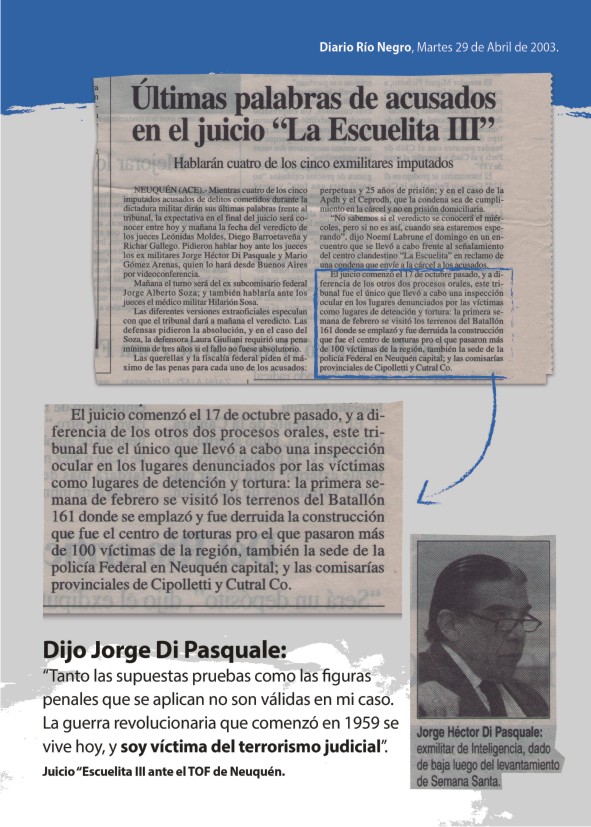 Diario Río Negro, Martes 29 de Abril de 2003.
Últimas palabras de acusados
en el juicio “La Escuelita III”
Hablarán cuatro de los cinco exmilitares imputados
NEUQUÉN (ACE).- Mientras cuatro de los cinco
imputados acusados de delitos cometidos durante la
dictadura militar dirán sus últimas palabras frente al
tribunal, la expectativa en el final del juicio será co-
nocer entre hoy y mañana la fecha del veredicto de
los jueces Leónidas Moldes, Diego Barroetaveña y
Richar Gallego. Pidieron hablar hoy ante los jueces
los ex militares Jorge Héctor Di Pasquale y Mario
Gómez Arenas, quien lo hará desde Buenos Aires
por videoconferencia.
Mañana el turno será del ex subcomisario federal
Jorge Alberto Soza; y también hablaría ante los
jueces el médico militar Hilarión Sosa.
Las diferentes versiones extraoficiales especulan
con que el tribunal dará a mañana el veredicto. Las
defensas pidieron la absolución, y en el caso del
Soza, la defensora Laura Giuliani requirió una pena
mínima de tres años si el fallo no fuese absolutorio.
Las querellas y la fiscalía federal piden el má-
ximo de las penas para cada uno de los acusados:
perpetuas y 25 años de prisión; y en el caso de la
Apdh y el Ceprodh, que la condena sea de cumpli-
miento en la cárcel y no en prisión domiciliaria.
“No sabemos si el veredicto se conocerá el miér-
coles, pero si no es así, cuando sea estaremos espe-
rando”, dijo Noemí Labrune el domingo en un en-
cuentro que se llevó a cabo frente al señalamiento
del centro clandestino “La Escuelita” en reclamo de
una condena que envíe a la cárcel a los acusados.
El juicio comenzó el 17 de octubre pasado, y a di-
ferencia de los otros dos procesos orales, este tri-
bunal fue el único que llevó a cabo una inspección
ocular en los lugares denunciados por las víctimas
como lugares de detención y tortura: la primera se-
mana de febrero se visitó los terrenos del Batallón
161 donde se emplazó y fue derruida la construcción
que fue el centro de torturas pro el que pasaron más
de 100 víctimas de la región, también la sede de la
policía Federal en Neuquén capital; y las comisarías
provinciales de Cipolletti y Cutral Co.
El juicio comenzó el 17 de octubre pasado, y a di-
ferencia de los otros dos procesos orales, este tri-
bunal fue el único que llevó a cabo una inspección
ocular en los lugares denunciados por las víctimas
como lugares de detención y tortura: la primera se-
mana de febrero se visitó los terrenos del Batallón
161 donde se emplazó y fue derruida la construcción
que fue el centro de torturas pro el que pasaron más
de 100 víctimas de la región, también la sede de la
policía Federal en Neuquén capital; y las comisarías
provinciales de Cipolletti y Cutral Co.
Dijo Jorge Di Pasquale:
“Tanto las supuestas pruebas como las figuras
penales que se aplican no son válidas en mi caso.
La guerra revolucionaria que comenzó en 1959 se
vive hoy, y soy víctima del terrorismo judicial”.
Juicio “Escuelita III ante el TOF de Neuquén.
Jorge Héctor Di Pasquale:
exmilitar de Inteligencia, dado
de baja luego del levantamiento
de Semana Santa.